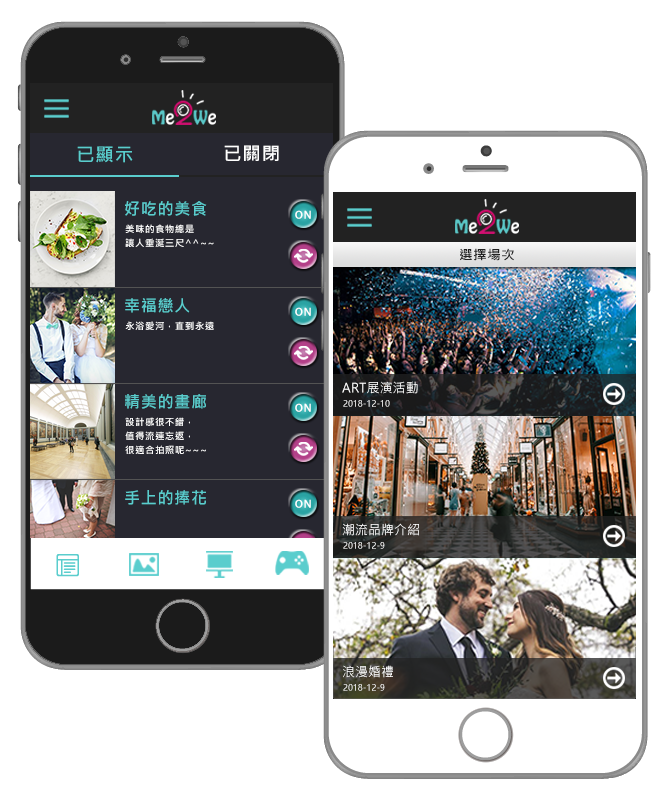 Me2We
已顯示
已關閉
好吃的美食
美味的食物總是
讓人垂涎三尺^^~~
ON
幸福戀人
永浴愛河，直到永遠
ON
精美的畫廊
設計感很不錯，
值得流連忘返，
很適合拍照呢~~~
ON
手上的捧花
ON
Me2We
選擇場次
ART展演活動
2018-12-10
潮流品牌介紹
2018-12-9
浪漫婚禮
2018-12-9